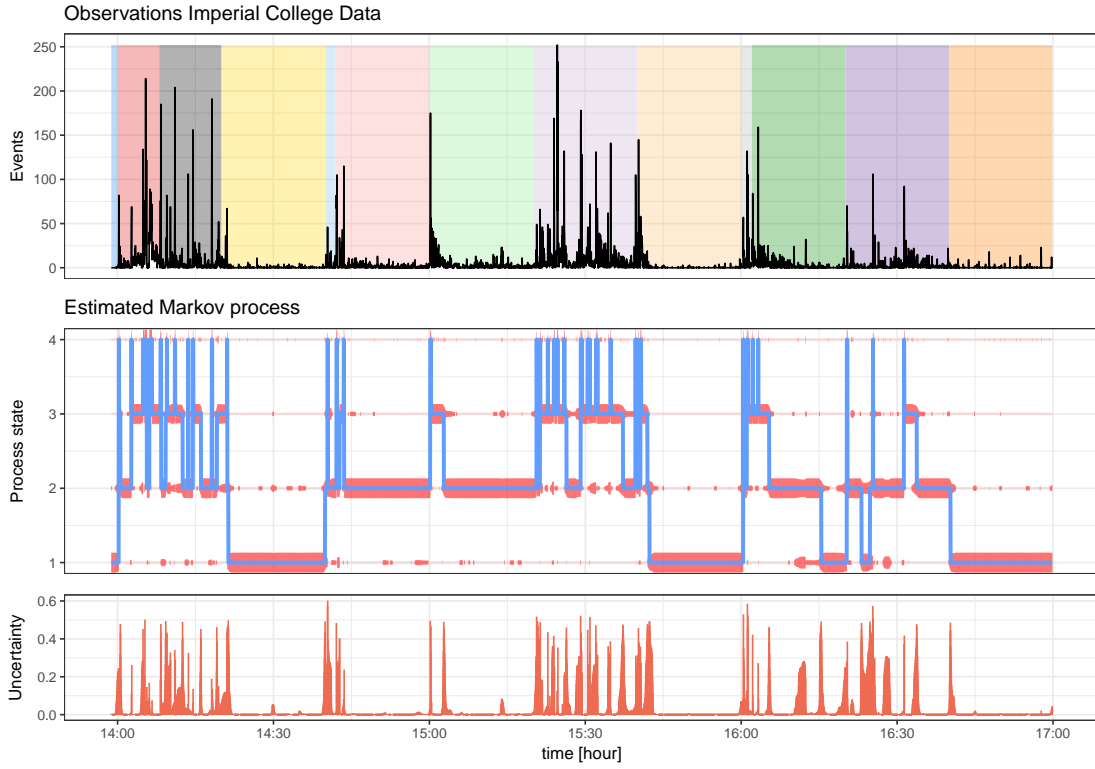 Observations Imperial College Data
Events
250
200
150
100
50
0
Estimated Markov process
Process state
4
3
2
1
Uncertainty
0.6
0.4
0.2
0.0
14:00 14:30 15:00 15:30 16:00 16:30 17:00
time [hour]